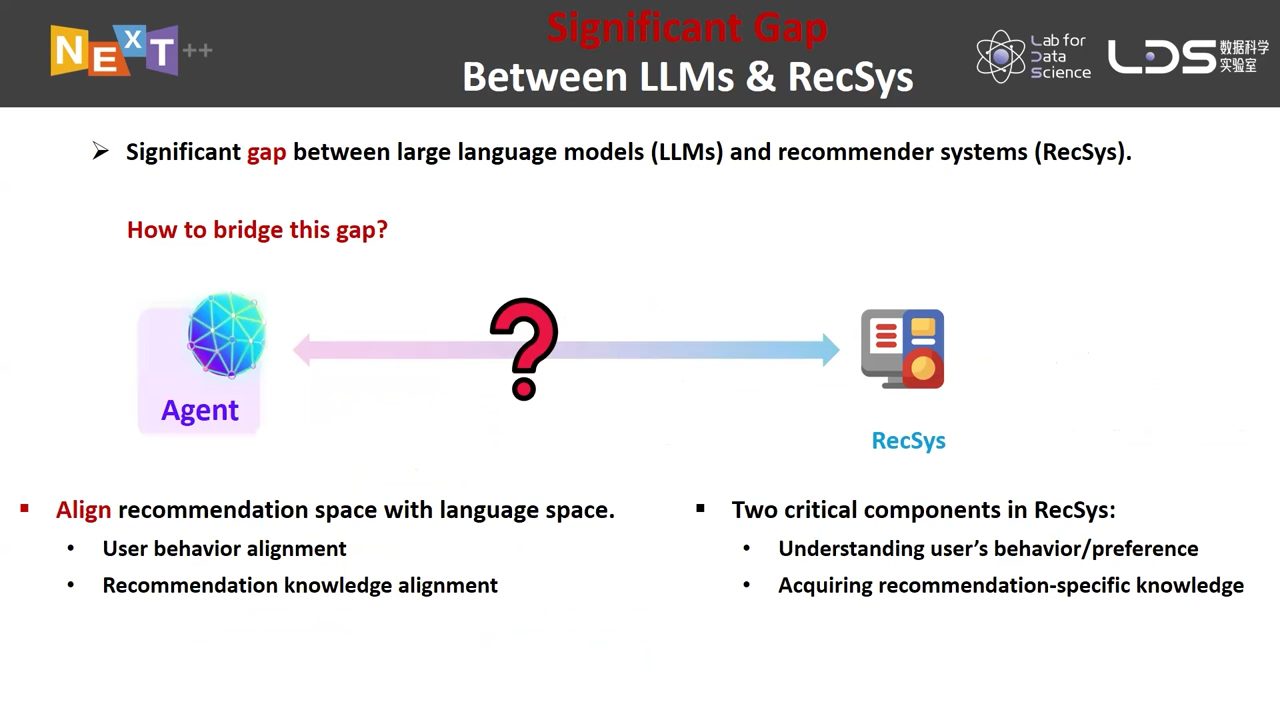 NExT++
Significant Gap
Between LLMs & RecSys
Lab for
Data
Science
LDS 数据科学
实验室
➢ Significant gap between large language models (LLMs) and recommender systems (RecSys).
How to bridge this gap?
?
Agent
RecSys
▪ Align recommendation space with language space.
• User behavior alignment
• Recommendation knowledge alignment
▪ Two critical components in RecSys:
• Understanding user’s behavior/preference
• Acquiring recommendation-specific knowledge